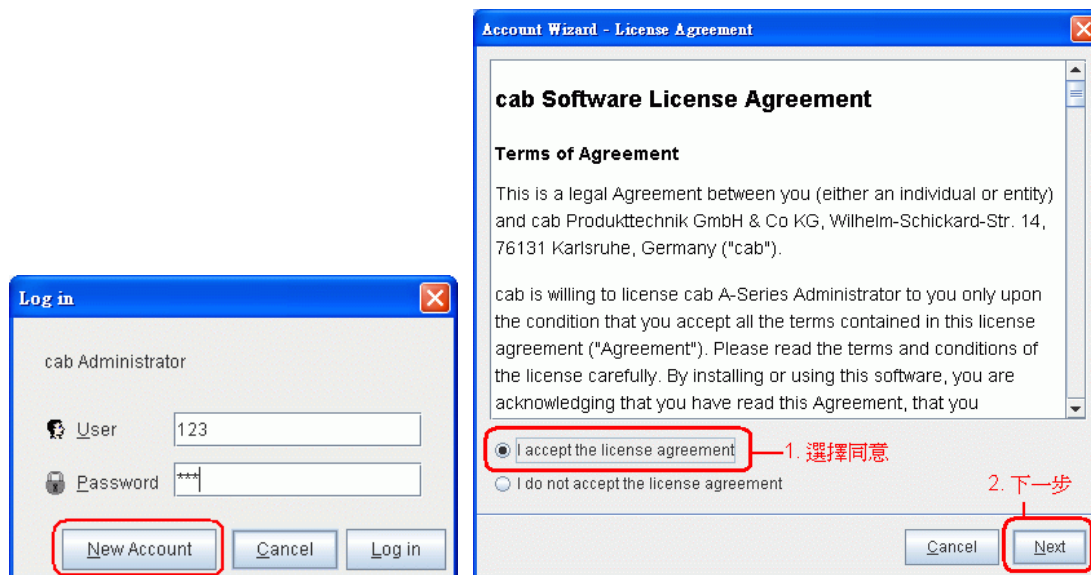 Log in
cab Administrator
User
123
Password
***
New Account
Cancel
Log in
Account Wizard - License Agreement
cab Software License Agreement
Terms of Agreement
This is a legal Agreement between you (either an individual or entity)
and cab Produkttechnik GmbH & Co KG, Wilhelm-Schickard-Str. 14,
76131 Karlsruhe, Germany ("cab").
cab is willing to license cab A-Series Administrator to you only upon
the condition that you accept all the terms contained in this license
agreement ("Agreement"). Please read the terms and conditions of
the license carefully. By installing or using this software, you are
acknowledging that you have read this Agreement, that you
I accept the license agreement
1. 選擇同意
I do not accept the license agreement
2. 下一步
Cancel
Next